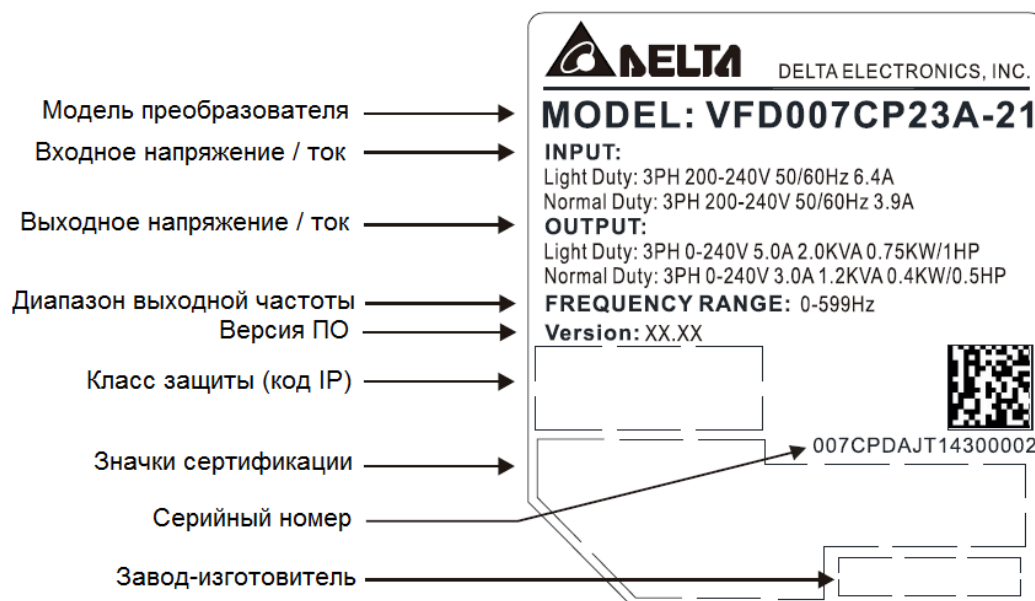 DELTA
DELTA ELECTRONICS, INC.
Модель преобразователя
MODEL: VFD007CP23A-21
Входное напряжение / ток
INPUT:
Light Duty: 3PH 200-240V 50/60Hz 6.4A
Normal Duty: 3PH 200-240V 50/60Hz 3.9A
Выходное напряжение / ток
OUTPUT:
Light Duty: 3PH 0-240V 5.0A 2.0KVA 0.75KW/1HP
Normal Duty: 3PH 0-240V 3.0A 1.2KVA 0.4KW/0.5HP
Диапазон выходной частоты
FREQUENCY RANGE: 0-599Hz
Версия ПО
Version: XX.XX
Класс защиты (код IP)
Значки сертификации
007CPDAJT14300002
Серийный номер
Завод-изготовитель